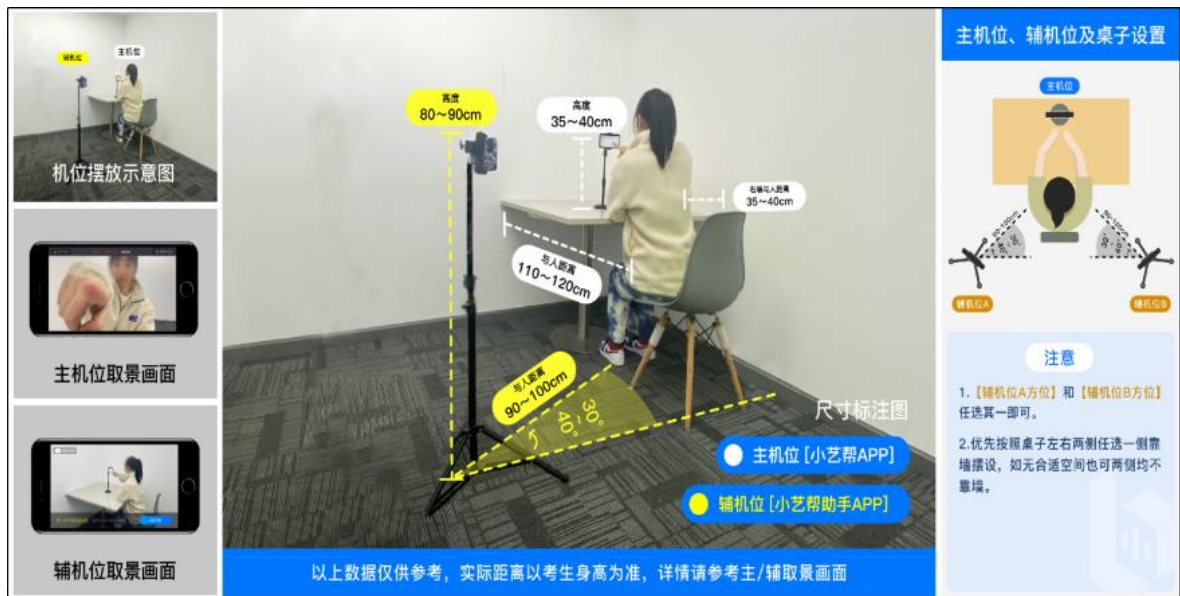 辅机位
主机位
机位摆放示意图
主机位取景画面
辅机位取景画面
高度
80～90cm
高度
35～40cm
右墙与人距离
35～40cm
与人距离
110～120cm
与人距离
90～100cm
30°
40°
尺寸标注图
主机位 [小艺帮APP]
辅机位 [小艺帮助手APP]
以上数据仅供参考，实际距离以考生身高为准，详情请参考主/辅取景画面
主机位、辅机位及桌子设置
主机位
辅机位A
辅机位B
注意
1.【辅机位A方位】和【辅机位B方位】
任选其一即可。
2.优先按照桌子左右两侧任选一侧靠
墙摆设，如无合适空间也可两侧均不
靠墙。